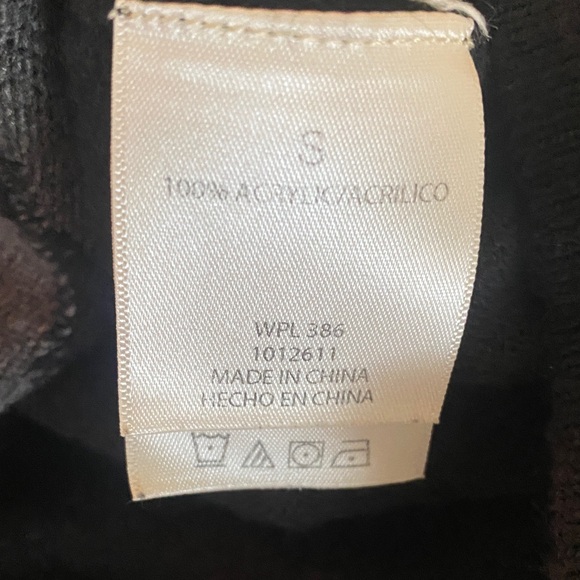 S
100% ACRYLIC/ACRILICO
WPL 386
1012611
MADE IN CHINA
HECHO EN CHINA